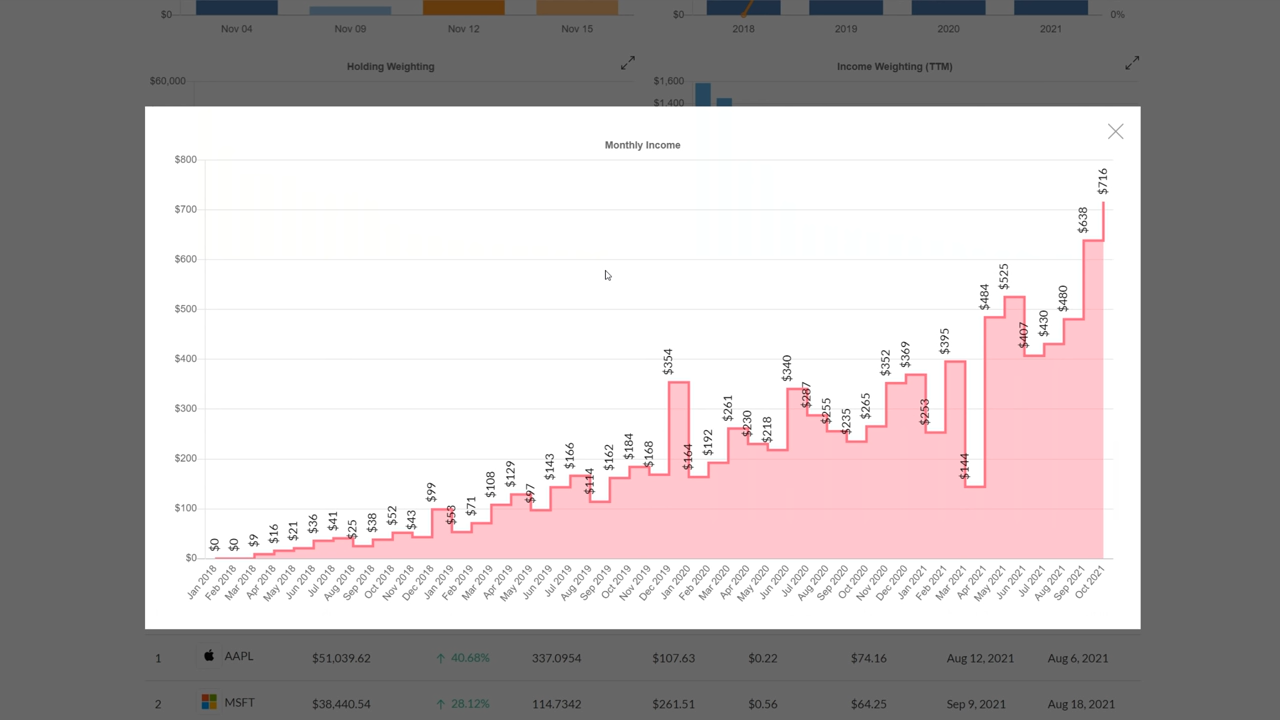 $0
Nov 04
Nov 09
Nov 12
Nov 15
$0
2018
2019
2020
2021
0%
Holding Weighting
Income Weighting (TTM)
$60,000
$1,600
$1,400
Monthly Income
$800
$700
$600
$500
$400
$300
$200
$100
$0
$0
$0
$9
$16
$21
$36
$41
$25
$38
$52
$43
$99
$53
$71
$108
$129
$97
$143
$166
$114
$162
$184
$168
$354
$164
$192
$261
$230
$218
$340
$287
$255
$235
$265
$352
$369
$253
$395
$144
$484
$525
$407
$430
$480
$638
$716
Jan 2018
Feb 2018
Mar 2018
Apr 2018
May 2018
Jun 2018
Jul 2018
Aug 2018
Sep 2018
Oct 2018
Nov 2018
Dec 2018
Jan 2019
Feb 2019
Mar 2019
Apr 2019
May 2019
Jun 2019
Jul 2019
Aug 2019
Sep 2019
Oct 2019
Nov 2019
Dec 2019
Jan 2020
Feb 2020
Mar 2020
Apr 2020
May 2020
Jun 2020
Jul 2020
Aug 2020
Sep 2020
Oct 2020
Nov 2020
Dec 2020
Jan 2021
Feb 2021
Mar 2021
Apr 2021
May 2021
Jun 2021
Jul 2021
Aug 2021
Sep 2021
Oct 2021
1 AAPL $51,039.62 ↑ 40.68% 337.0954 $107.63 $0.22 $74.16 Aug 12, 2021 Aug 6, 2021
2 MSFT $38,440.54 ↑ 28.12% 114.7342 $261.51 $0.56 $64.25 Sep 9, 2021 Aug 18, 2021